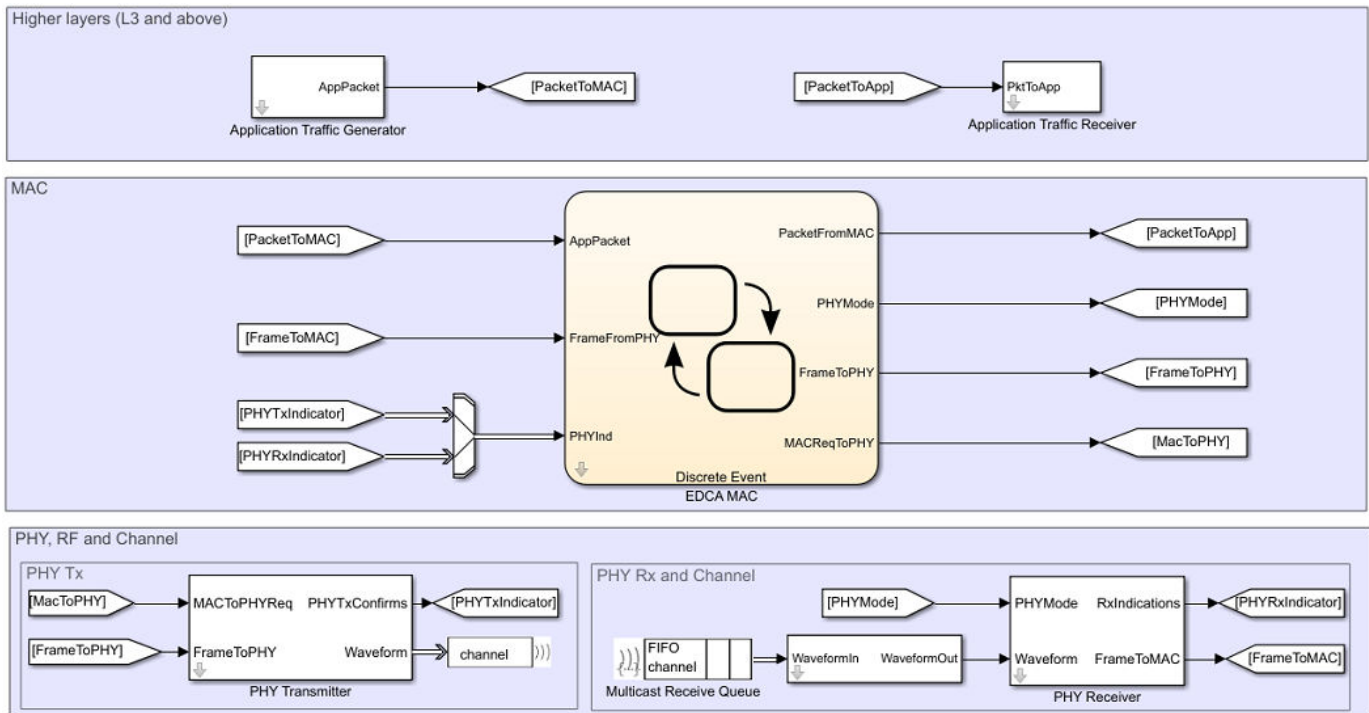 Higher layers (L3 and above)
AppPacket
[PacketToMAC]
[PacketToApp]
PktToApp
Application Traffic Generator
Application Traffic Receiver
MAC
[PacketToMAC]
AppPacket
PacketFromMAC
[PacketToApp]
PHYMode
[PHYMode]
[FrameToMAC]
FrameFromPHY
FrameToPHY
[FrameToPHY]
[PHYTxIndicator]
[PHYRxIndicator]
PHYInd
MACReqToPHY
[MacToPHY]
Discrete Event
EDCA MAC
PHY, RF and Channel
PHY Tx
[MacToPHY]
MACToPHYReq
PHYTxConfirms
[PHYTxIndicator]
[FrameToPHY]
FrameToPHY
Waveform
channel
PHY Transmitter
PHY Rx and Channel
[PHYMode]
PHYMode
RxIndications
[PHYRxIndicator]
FIFO
channel
WaveformIn
WaveformOut
Waveform
FrameToMAC
[FrameToMAC]
Multicast Receive Queue
PHY Receiver